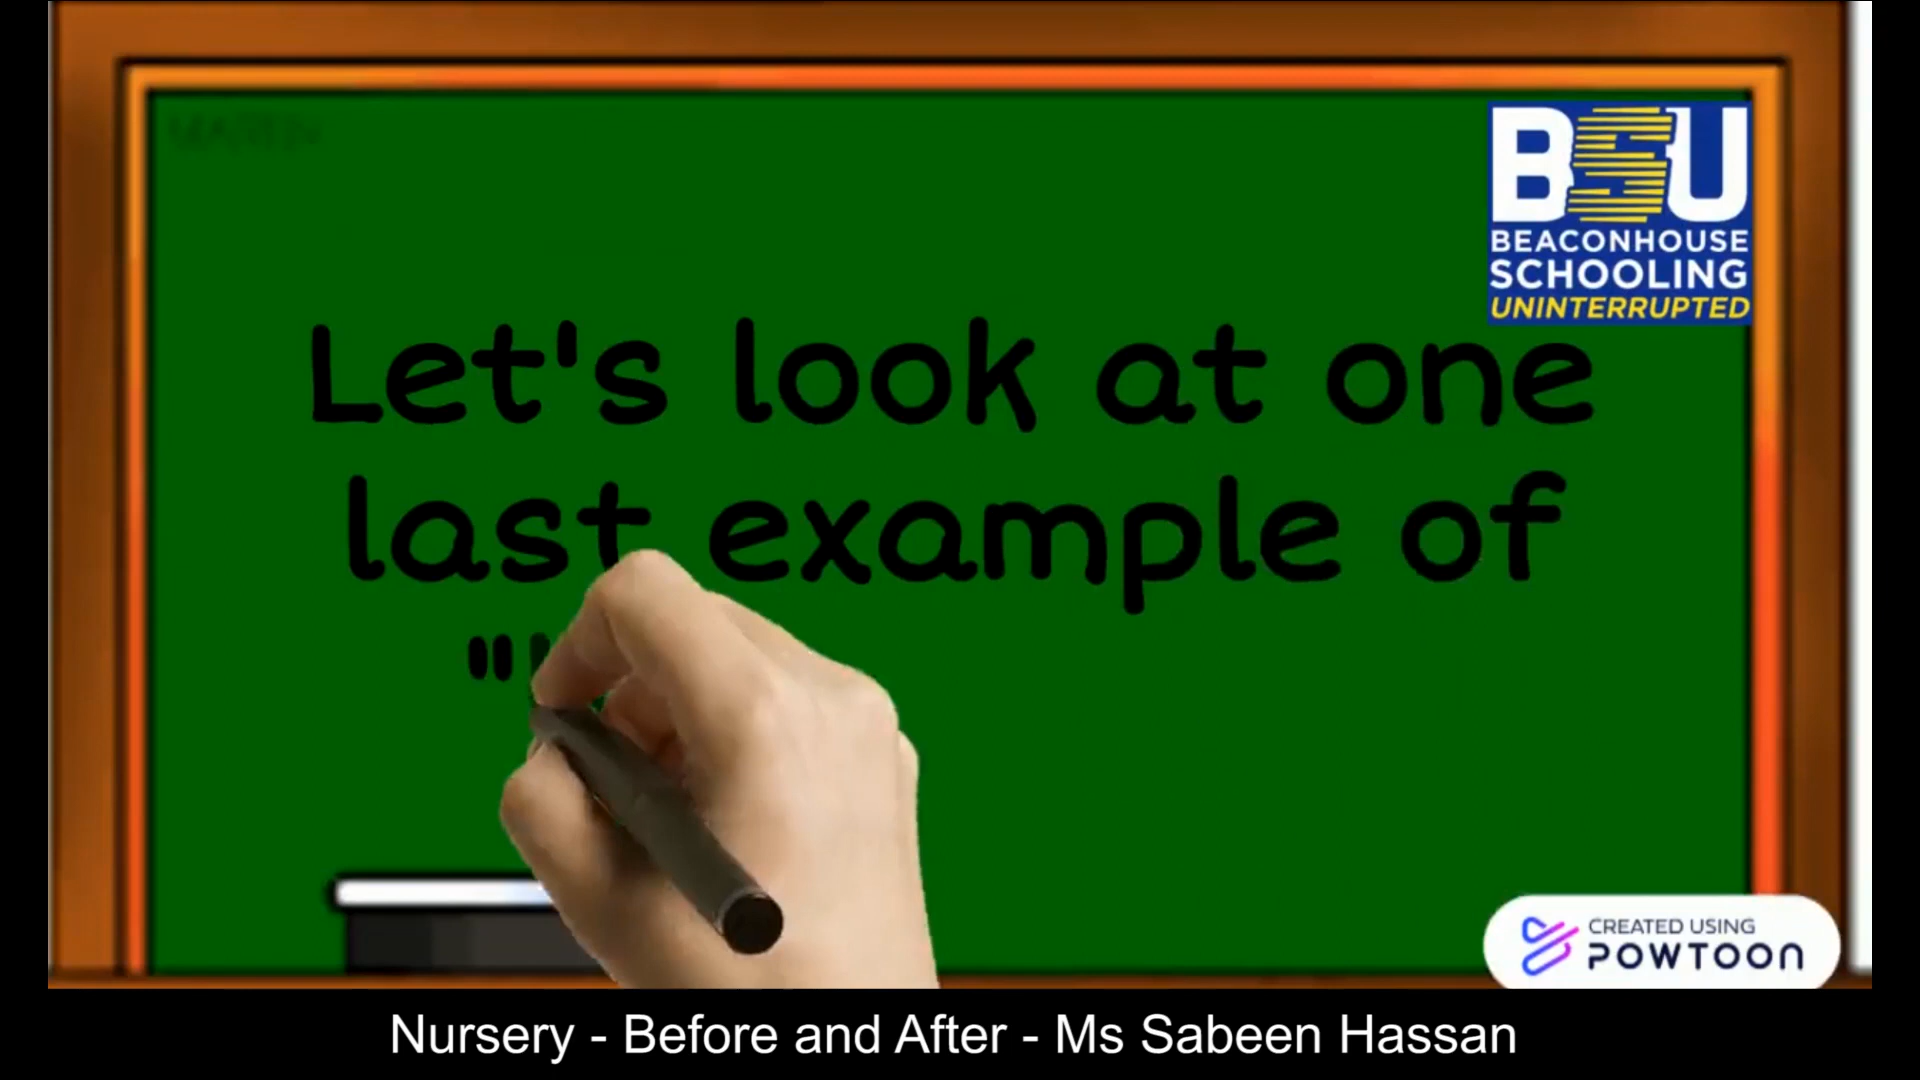 BSU
BEACONHOUSE
SCHOOLING
UNINTERRUPTED
Let's look at one
last example of
"
CREATED USING
POWTOON
Nursery - Before and After - Ms Sabeen Hassan